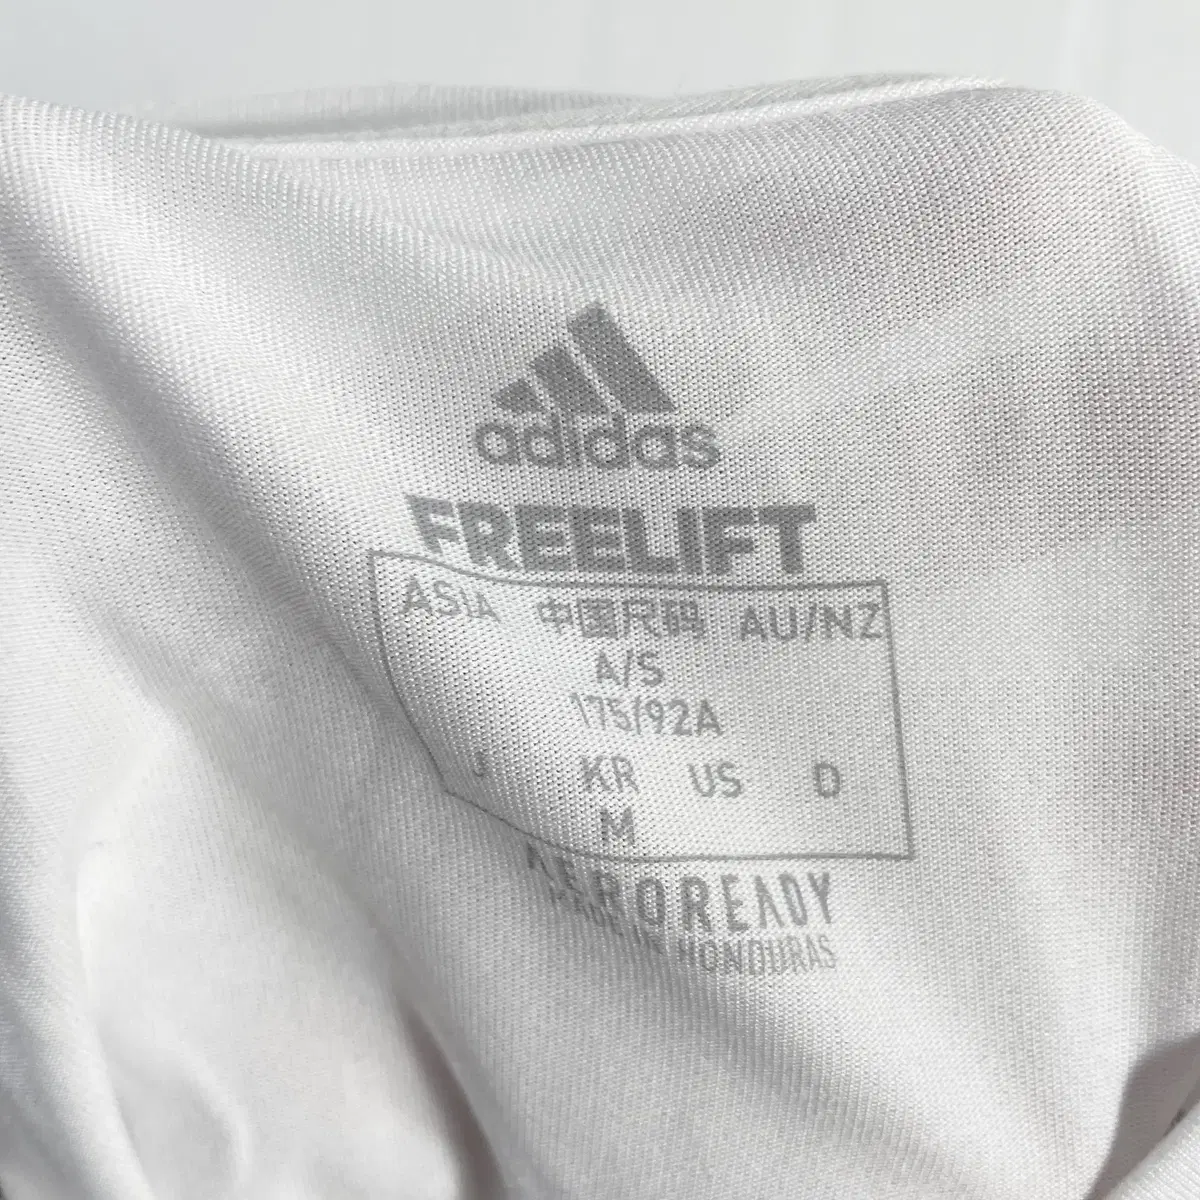 adidas
FREELIFT
ASIA 中国尺码 AU/NZ
A/S
175/92A
J KR US D
M
AEROREADY
MADE IN HONDURAS